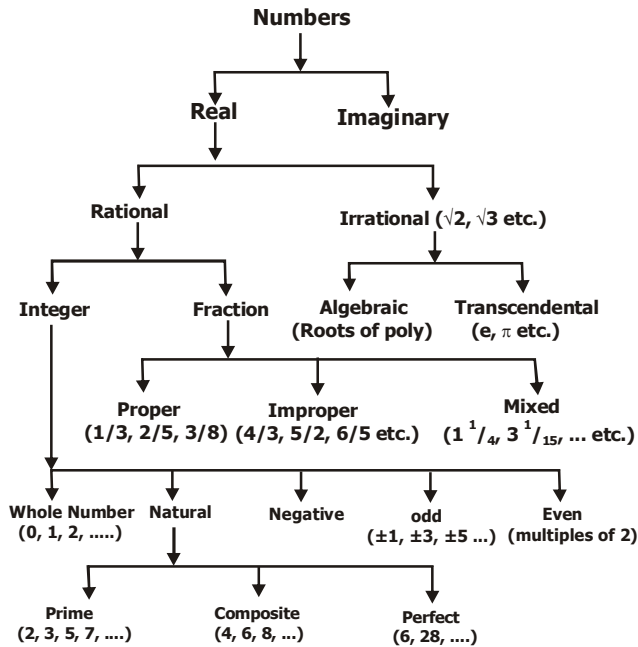 Numbers
Real
Imaginary
Rational
Irrational (√2, √3 etc.)
Integer
Fraction
Algebraic
(Roots of poly)
Transcendental
(e, π etc.)
Proper
(1/3, 2/5, 3/8)
Improper
(4/3, 5/2, 6/5 etc.)
Mixed
(1 ¹/₄, 3 ¹/₁₅, ... etc.)
Whole Number
(0, 1, 2, .....)
Natural
Negative
odd
(±1, ±3, ±5 ...)
Even
(multiples of 2)
Prime
(2, 3, 5, 7, ....)
Composite
(4, 6, 8, ...)
Perfect
(6, 28, ....)